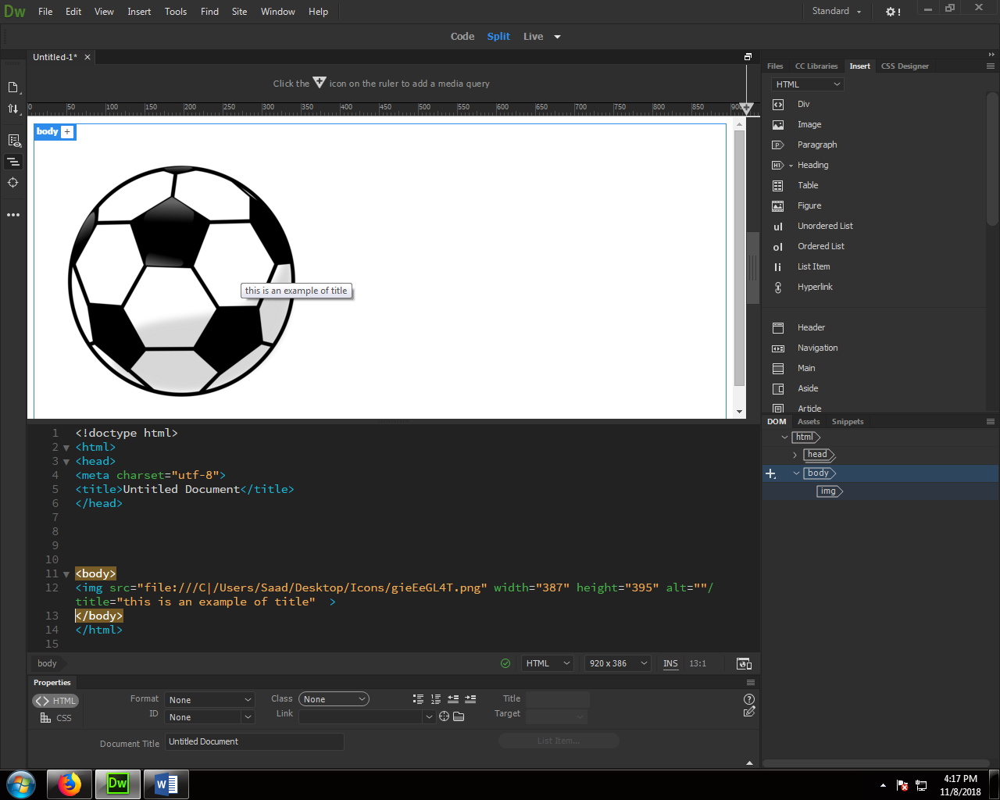 Dw File Edit View Insert Tools Find Site Window Help Standard !
Code Split Live
Untitled-1* ×
Click the icon on the ruler to add a media query
0 50 100 150 200 250 300 350 400 450 500 550 600 650 700 750 800 850
body +
this is an example of title
1 <!doctype html>
2 <html>
3 <head>
4 <meta charset="utf-8">
5 <title>Untitled Document</title>
6 </head>
7
8
9
10
11 <body>
12 <img src="file:///C|/Users/Saad/Desktop/Icons/gieEeGL4T.png" width="387" height="395" alt=""/
title="this is an example of title" >
13 </body>
14 </html>
15
body HTML 920 x 386 INS 13:1
Properties
HTML Format None Class None Title
CSS ID None Link Target
Document Title Untitled Document List Item...
Files CC Libraries Insert CSS Designer
HTML
Div
Image
P Paragraph
H1 Heading
Table
Figure
ul Unordered List
ol Ordered List
li List Item
Hyperlink
Header
Navigation
Main
Aside
Article
DOM Assets Snippets
html
head
body
img
Dw W
4:17 PM
11/8/2018